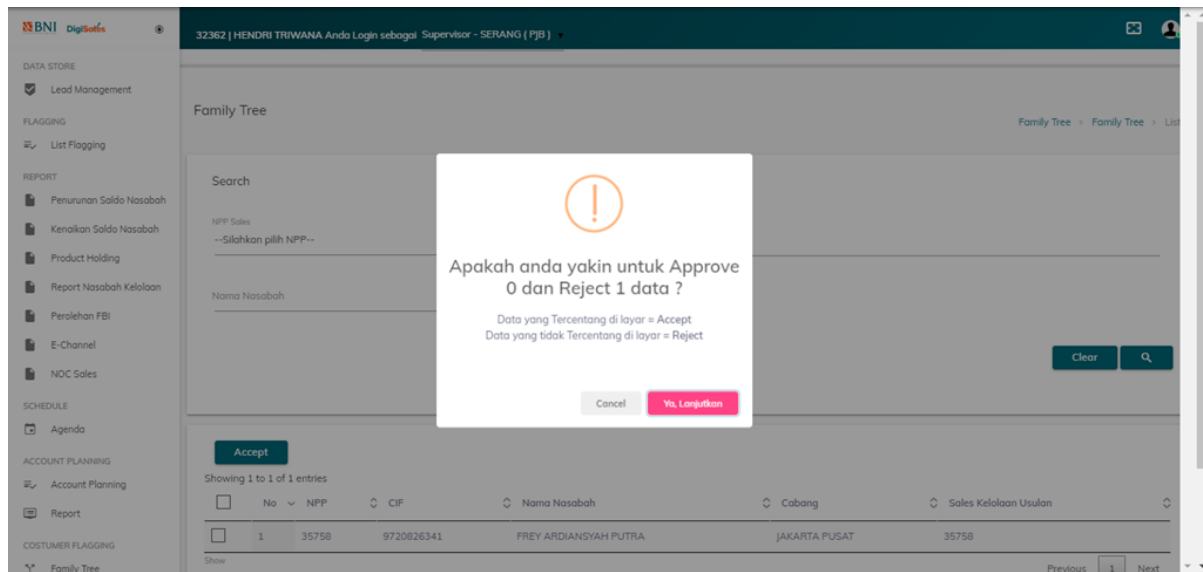 BNI DigiSales
32362 | HENDRI TRIWANA Anda Login sebagai Supervisor - SERANG ( PJB )
DATA STORE
Lead Management
FLAGGING
List Flagging
REPORT
Penurunan Saldo Nasabah
Kenaikan Saldo Nasabah
Product Holding
Report Nasabah Kelolaan
Perolehan FBI
E-Channel
NOC Sales
SCHEDULE
Agenda
ACCOUNT PLANNING
Account Planning
Report
COSTUMER FLAGGING
Family Tree
Family Tree
Family Tree > Family Tree > List
Search
NPP Sales
--Silahkan pilih NPP--
Nama Nasabah
Clear
Apakah anda yakin untuk Approve
0 dan Reject 1 data ?
Data yang Tercentang di layar = Accept
Data yang tidak Tercentang di layar = Reject
Cancel Ya, Lanjutkan
Accept
Showing 1 to 1 of 1 entries
No NPP CIF Nama Nasabah Cabang Sales Kelolaan Usulan
1 35758 9720826341 FREY ARDIANSYAH PUTRA JAKARTA PUSAT 35758
Show
Previous 1 Next